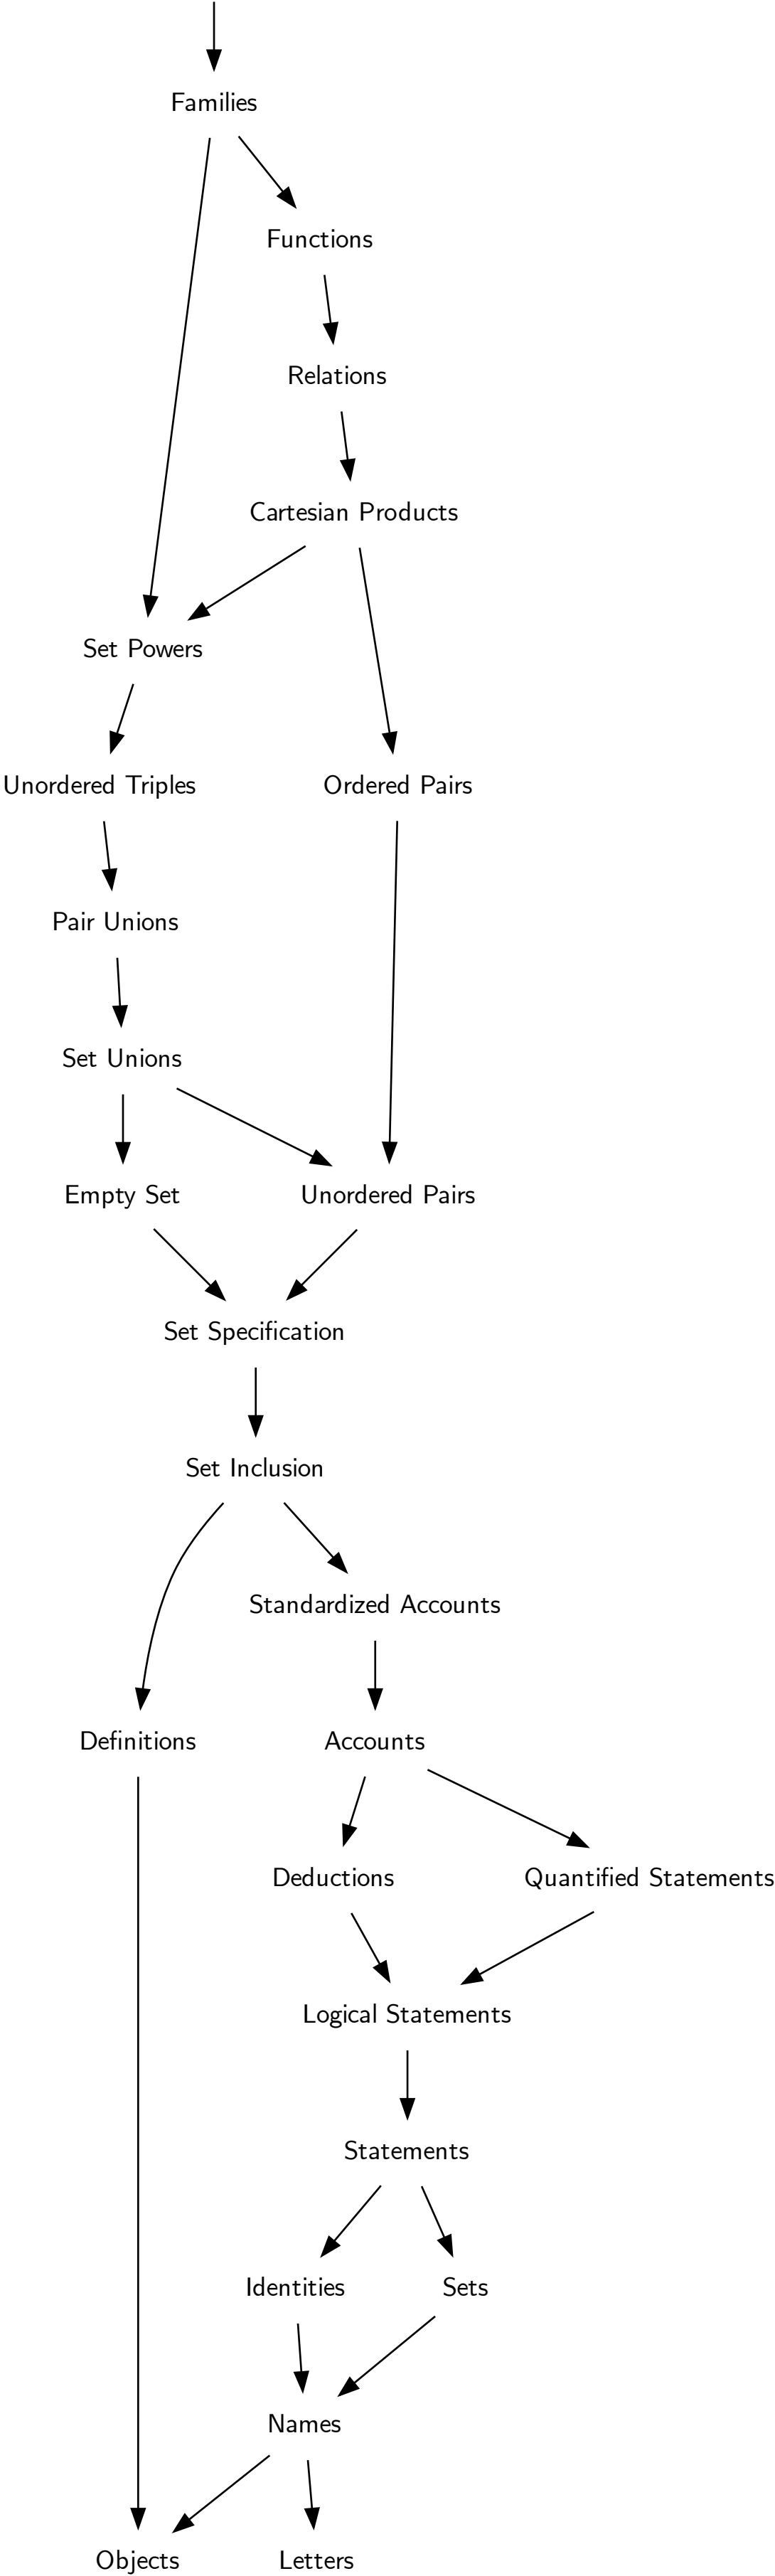 Families
Functions
Relations
Cartesian Products
Set Powers
Unordered Triples
Ordered Pairs
Pair Unions
Set Unions
Empty Set
Unordered Pairs
Set Specification
Set Inclusion
Standardized Accounts
Definitions
Accounts
Deductions
Quantified Statements
Logical Statements
Statements
Identities
Sets
Names
Objects
Letters